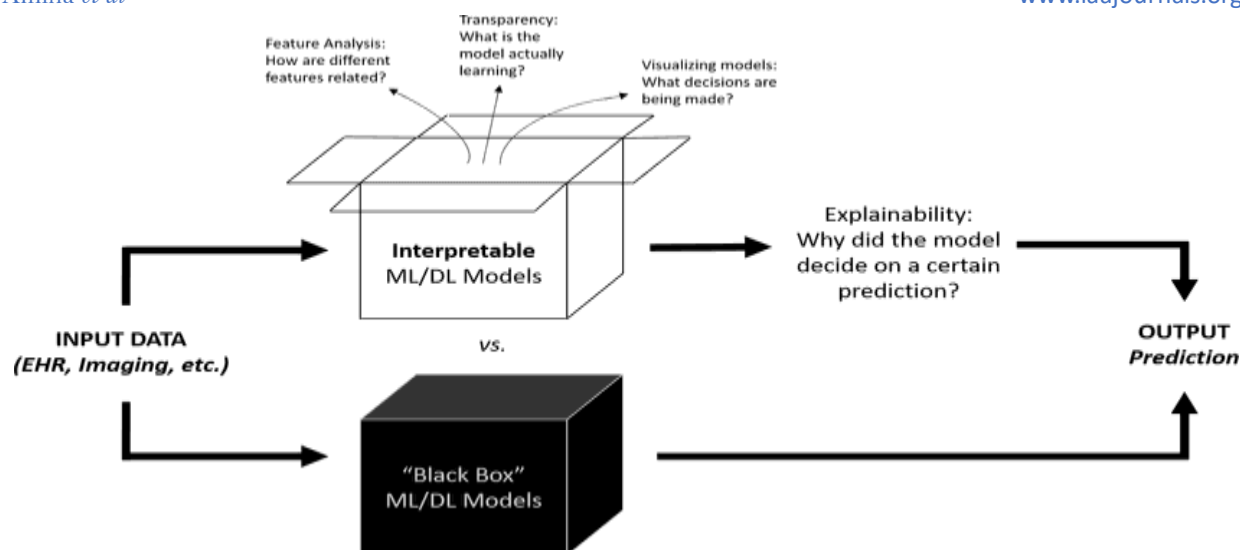 et al
Transparency:
What is the
model actually
learning?
Feature Analysis:
How are different
features related?
Visualizing models:
What decisions are
being made?
Interpretable
ML/DL Models
Explainability:
Why did the model
decide on a certain
prediction?
INPUT DATA
(EHR, Imaging, etc.)
vs.
OUTPUT
Prediction
“Black Box”
ML/DL Models